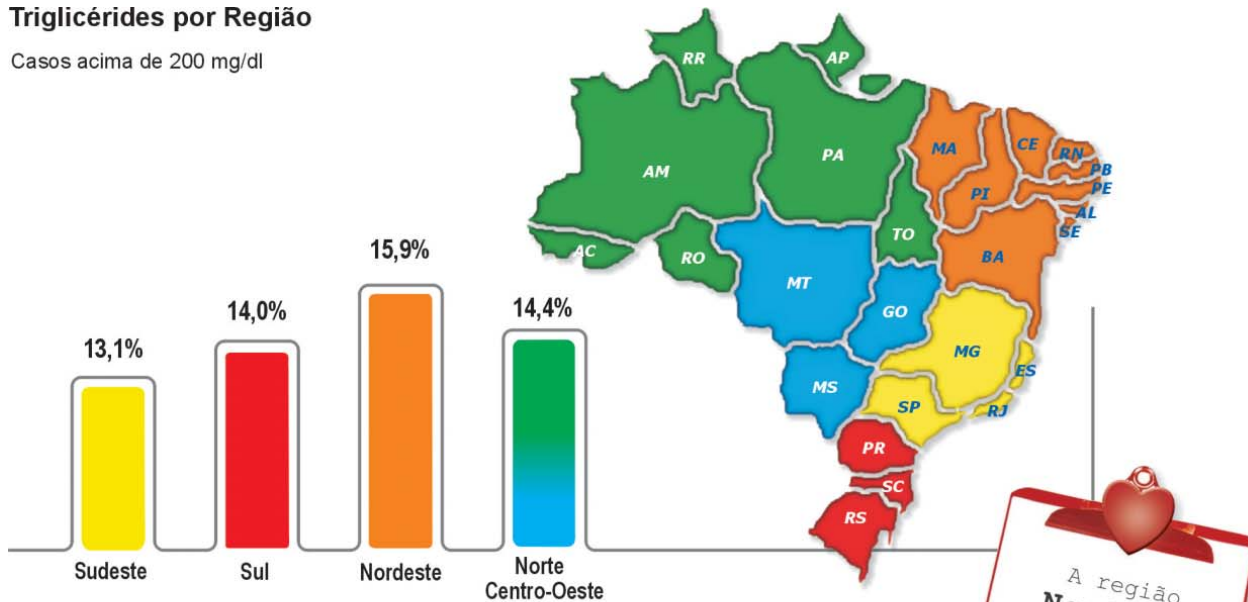 Triglicérides por Região
Casos acima de 200 mg/dl
RR
AP
AM
PA
MA
CE
RN
PB
PE
PI
AL
SE
AC
RO
TO
BA
MT
GO
MG
ES
MS
SP
RJ
PR
SC
RS
13,1%
14,0%
15,9%
14,4%
Sudeste
Sul
Nordeste
Norte
Centro-Oeste
A região